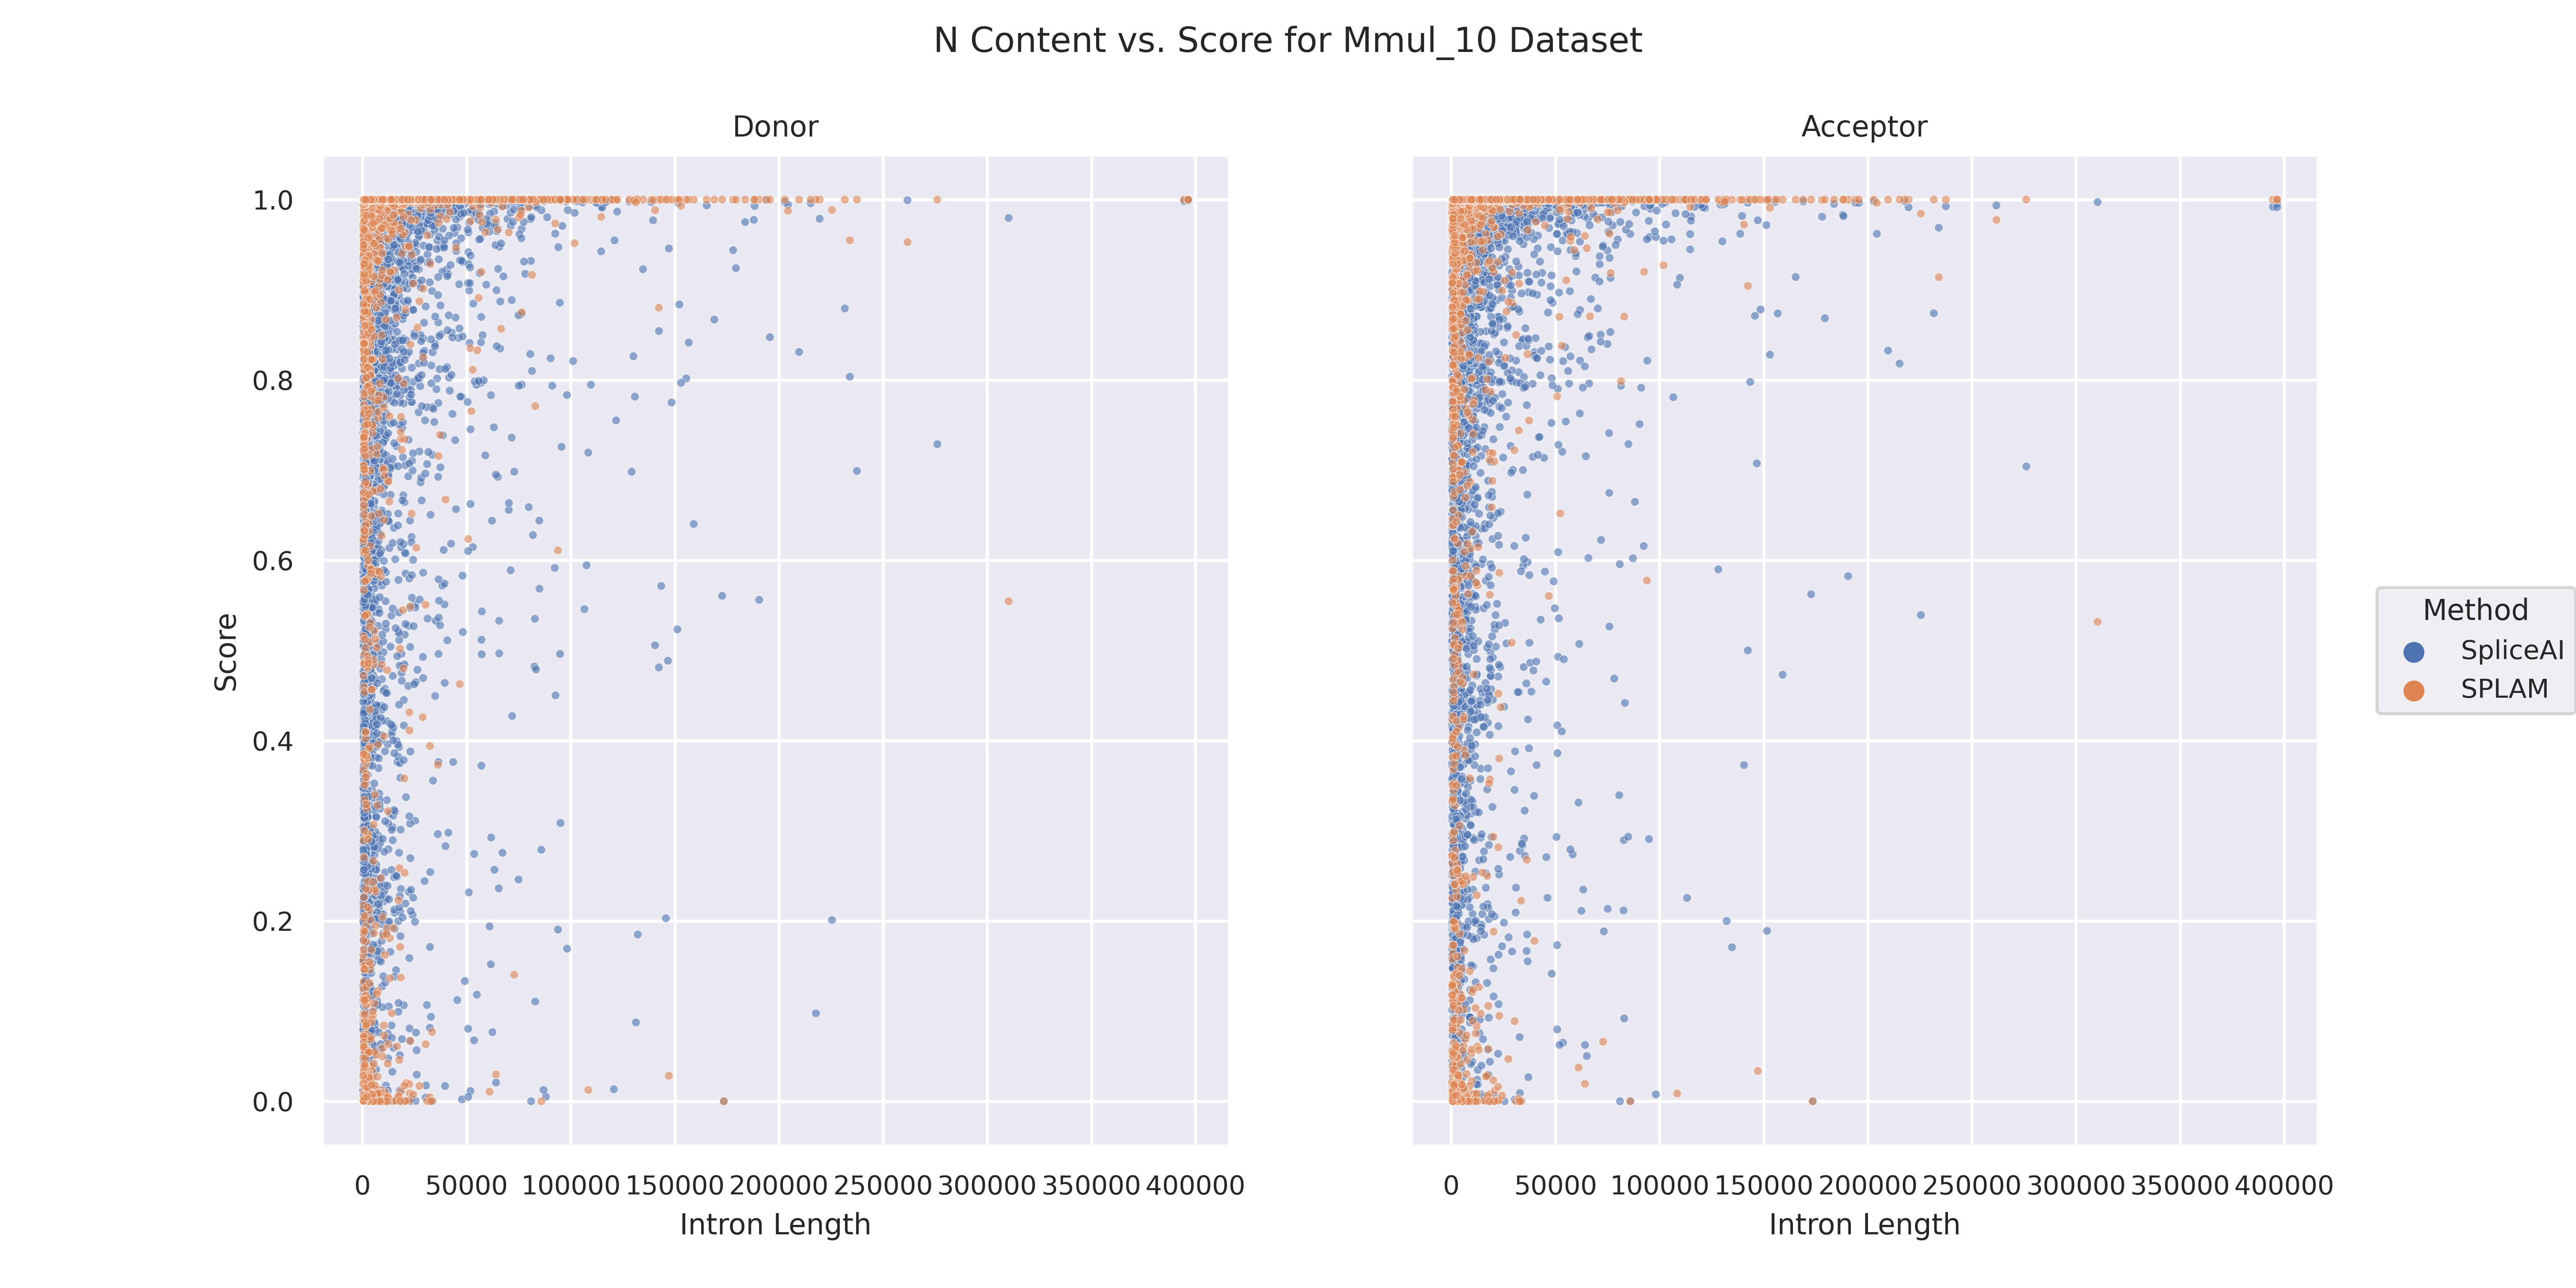 N Content vs. Score for Mmul_10 Dataset
Donor
Acceptor
1.0
0.8
0.6
0.4
0.2
0.0
Score
0 50000 100000 150000 200000 250000 300000 350000 400000
0 50000 100000 150000 200000 250000 300000 350000 400000
Intron Length
Intron Length
Method
SpliceAI
SPLAM